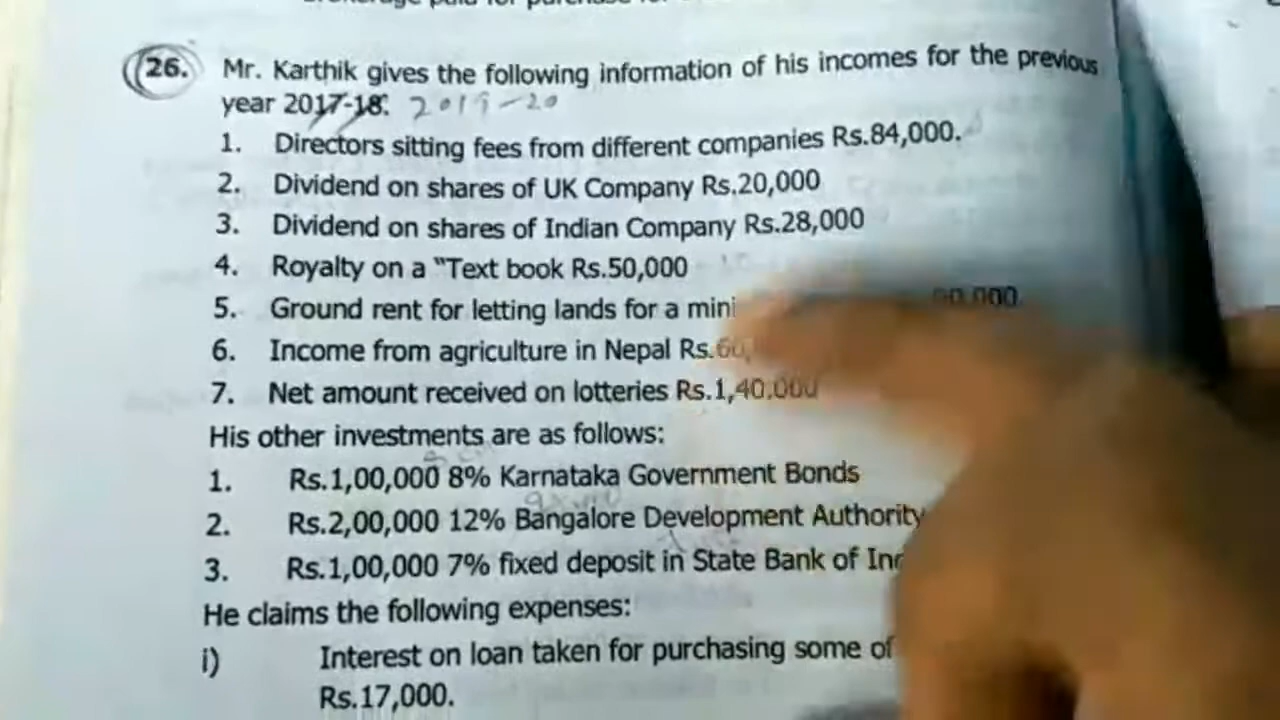 26. Mr. Karthik gives the following information of his incomes for the previous
year 2017-18. 2019-20
1. Directors sitting fees from different companies Rs.84,000.
2. Dividend on shares of UK Company Rs.20,000
3. Dividend on shares of Indian Company Rs.28,000
4. Royalty on a "Text book Rs.50,000
5. Ground rent for letting lands for a
6. Income from agriculture in Nepal
7. Net amount received on lotteries Rs.1,40,000
His other investments are as follows:
1. Rs.1,00,000 8% Karnataka Government Bonds
2. Rs.2,00,000 12% Bangalore Development Authority
3. Rs.1,00,000 7% fixed deposit in State Bank of
He claims the following expenses:
i) Interest on loan taken for purchasing some of
Rs.17,000.